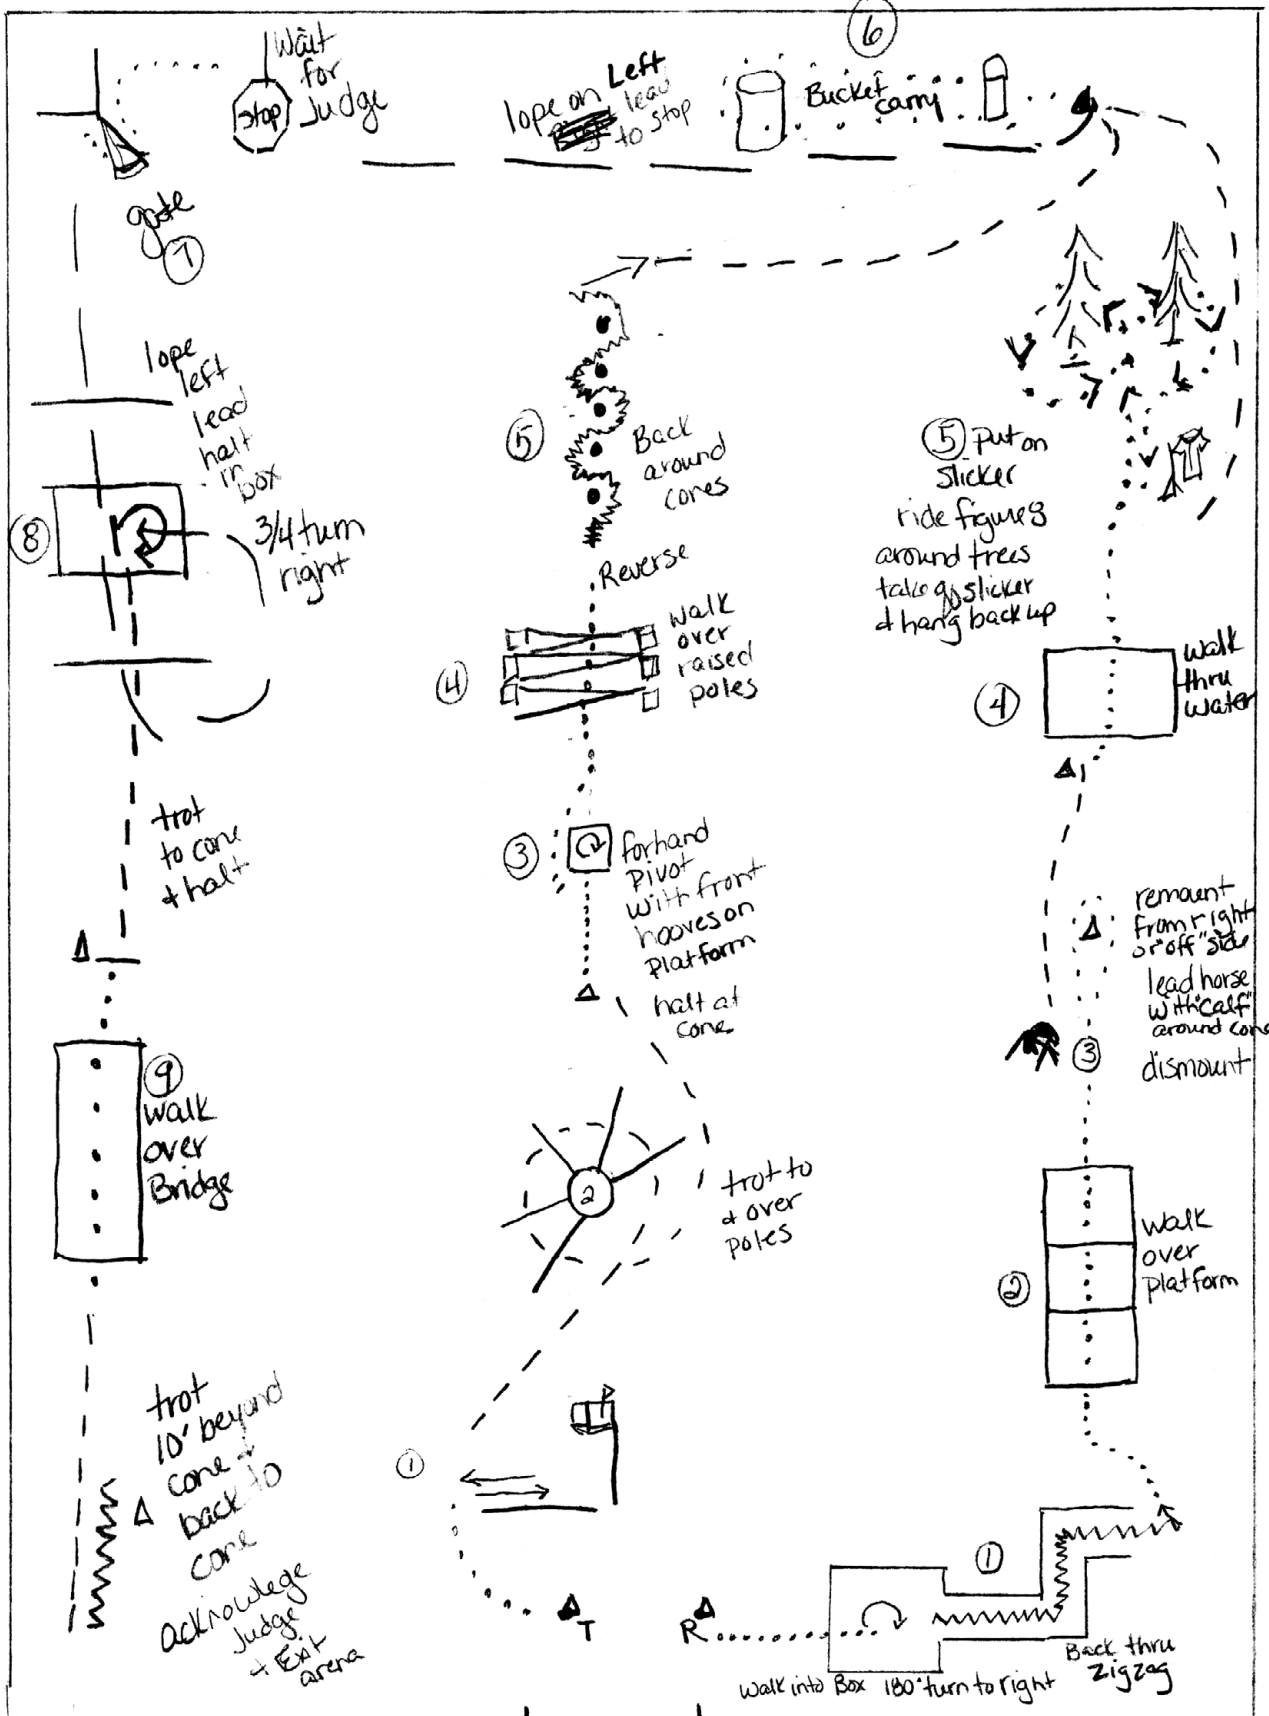 6
Wait
for
Judge
stop
lope on Left
lead
to stop
Bucket
carry
gate
7
lope
left
lead
halt
in
box
8
3/4 turn
right
trot
to cone
+ halt
9
walk
over
Bridge
trot
10' beyond
cone +
back to
cone
acknowlege
Judge
+ Exit
arena
5
Back
around
cones
Reverse
4
walk
over
raised
poles
3
forhand
Pivot
with front
hooves on
Platform
halt at
cone
2
trot to
+ over
poles
1
T
5 put on
slicker
ride figure 8
around trees
take off slicker
+ hang back up
4
walk
thru
water
remount
from right
or "off" side
lead horse
with "calf"
around cone
3
dismount
2
walk
over
platform
1
R
Back thru
zigzag
walk into Box 180° turn to right